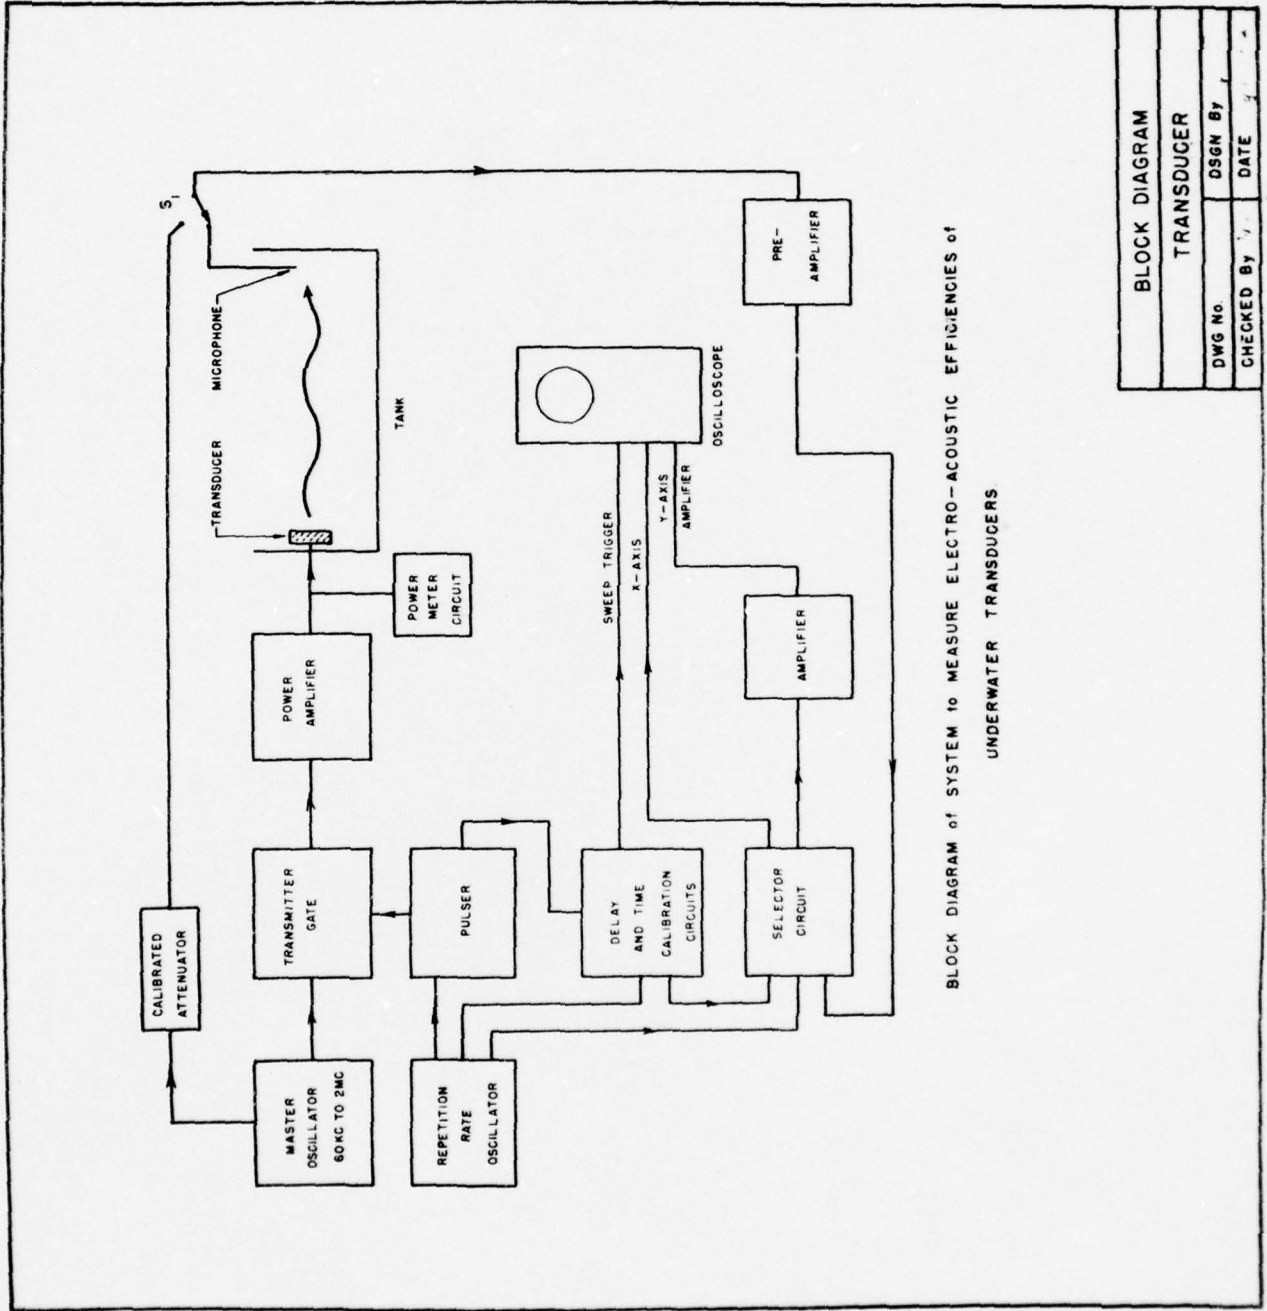 S1
CALIBRATED
ATTENUATOR
MICROPHONE
TRANSDUCER
TANK
MASTER
OSCILLATOR
60KC TO 2MC
TRANSMITTER
GATE
POWER
AMPLIFIER
POWER
METER
CIRCUIT
REPETITION
RATE
OSCILLATOR
PULSER
DELAY
AND TIME
CALIBRATION
CIRCUITS
SWEEP TRIGGER
X-AXIS
Y-AXIS
AMPLIFIER
OSCILLOSCOPE
SELECTOR
CIRCUIT
AMPLIFIER
PRE-
AMPLIFIER
BLOCK DIAGRAM of SYSTEM to MEASURE ELECTRO-ACOUSTIC EFFICIENCIES of
UNDERWATER TRANSDUCERS
BLOCK DIAGRAM
TRANSDUCER
DWG No. DSGN By
CHECKED By DATE